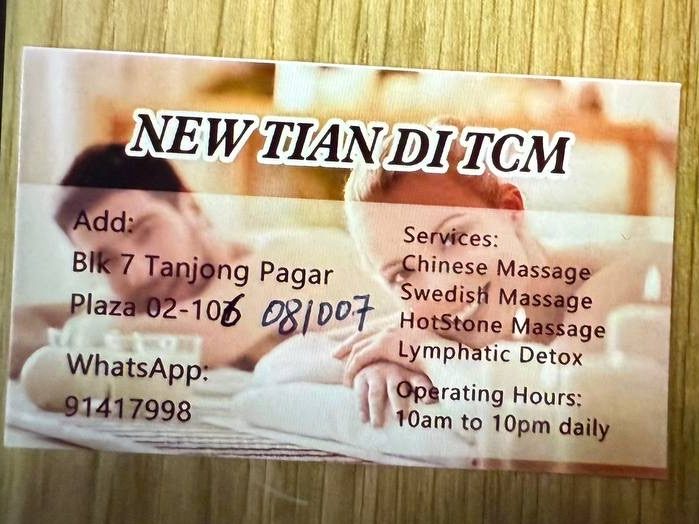 NEW TIAN DI TCM
Add:
Blk 7 Tanjong Pagar
Plaza 02-106 081007
WhatsApp:
91417998
Services:
Chinese Massage
Swedish Massage
HotStone Massage
Lymphatic Detox
Operating Hours:
10am to 10pm daily